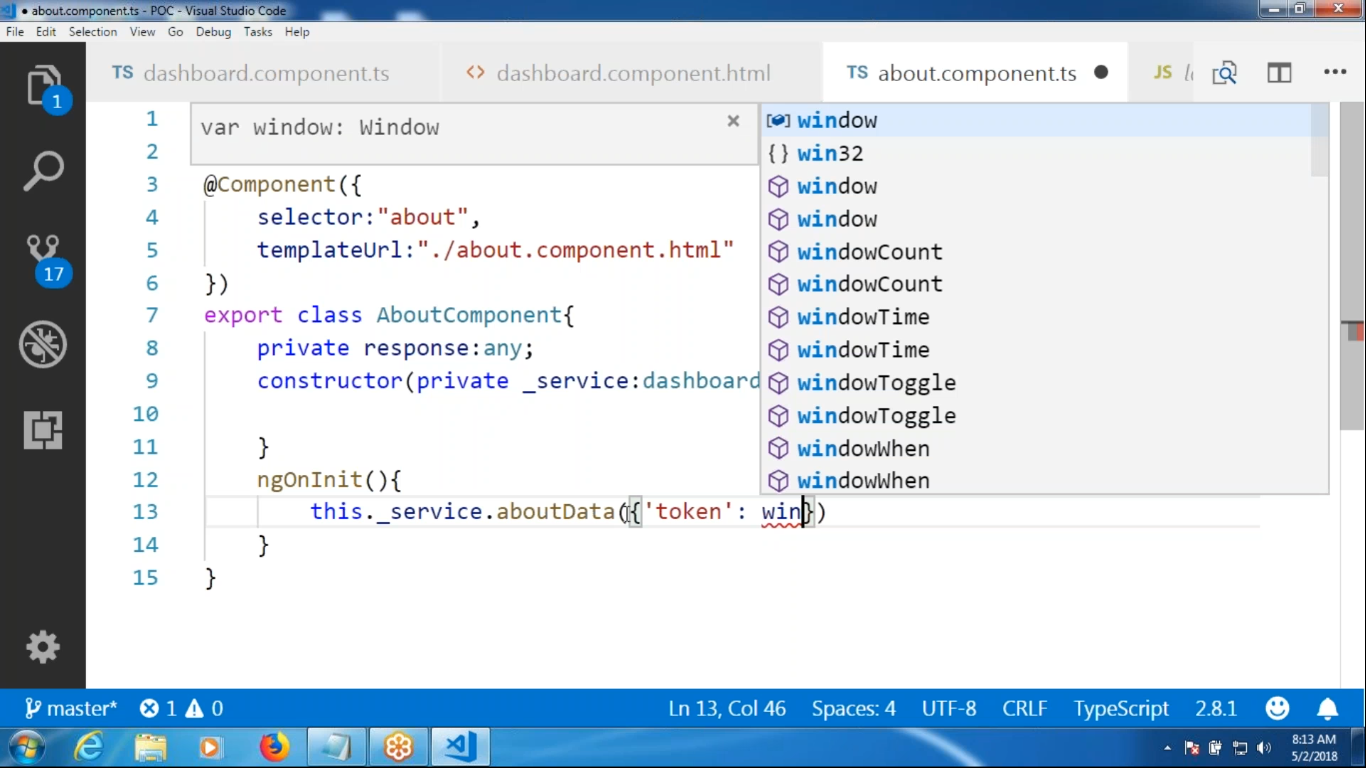 about.component.ts - POC - Visual Studio Code
File Edit Selection View Go Debug Tasks Help
TS dashboard.component.ts <> dashboard.component.html TS about.component.ts ● JS
1
17
1
2
3 @Component({
4 selector:"about",
5 templateUrl:"./about.component.html"
6 })
7 export class AboutComponent{
8 private response:any;
9 constructor(private _service:dashboard
10
11 }
12 ngOnInit(){
13 this._service.aboutData({'token': win})
14 }
15 }
var window: Window ×
window
{} win32
window
window
windowCount
windowCount
windowTime
windowTime
windowToggle
windowToggle
windowWhen
windowWhen
master* 1 0 Ln 13, Col 46 Spaces: 4 UTF-8 CRLF TypeScript 2.8.1
8:13 AM
5/2/2018